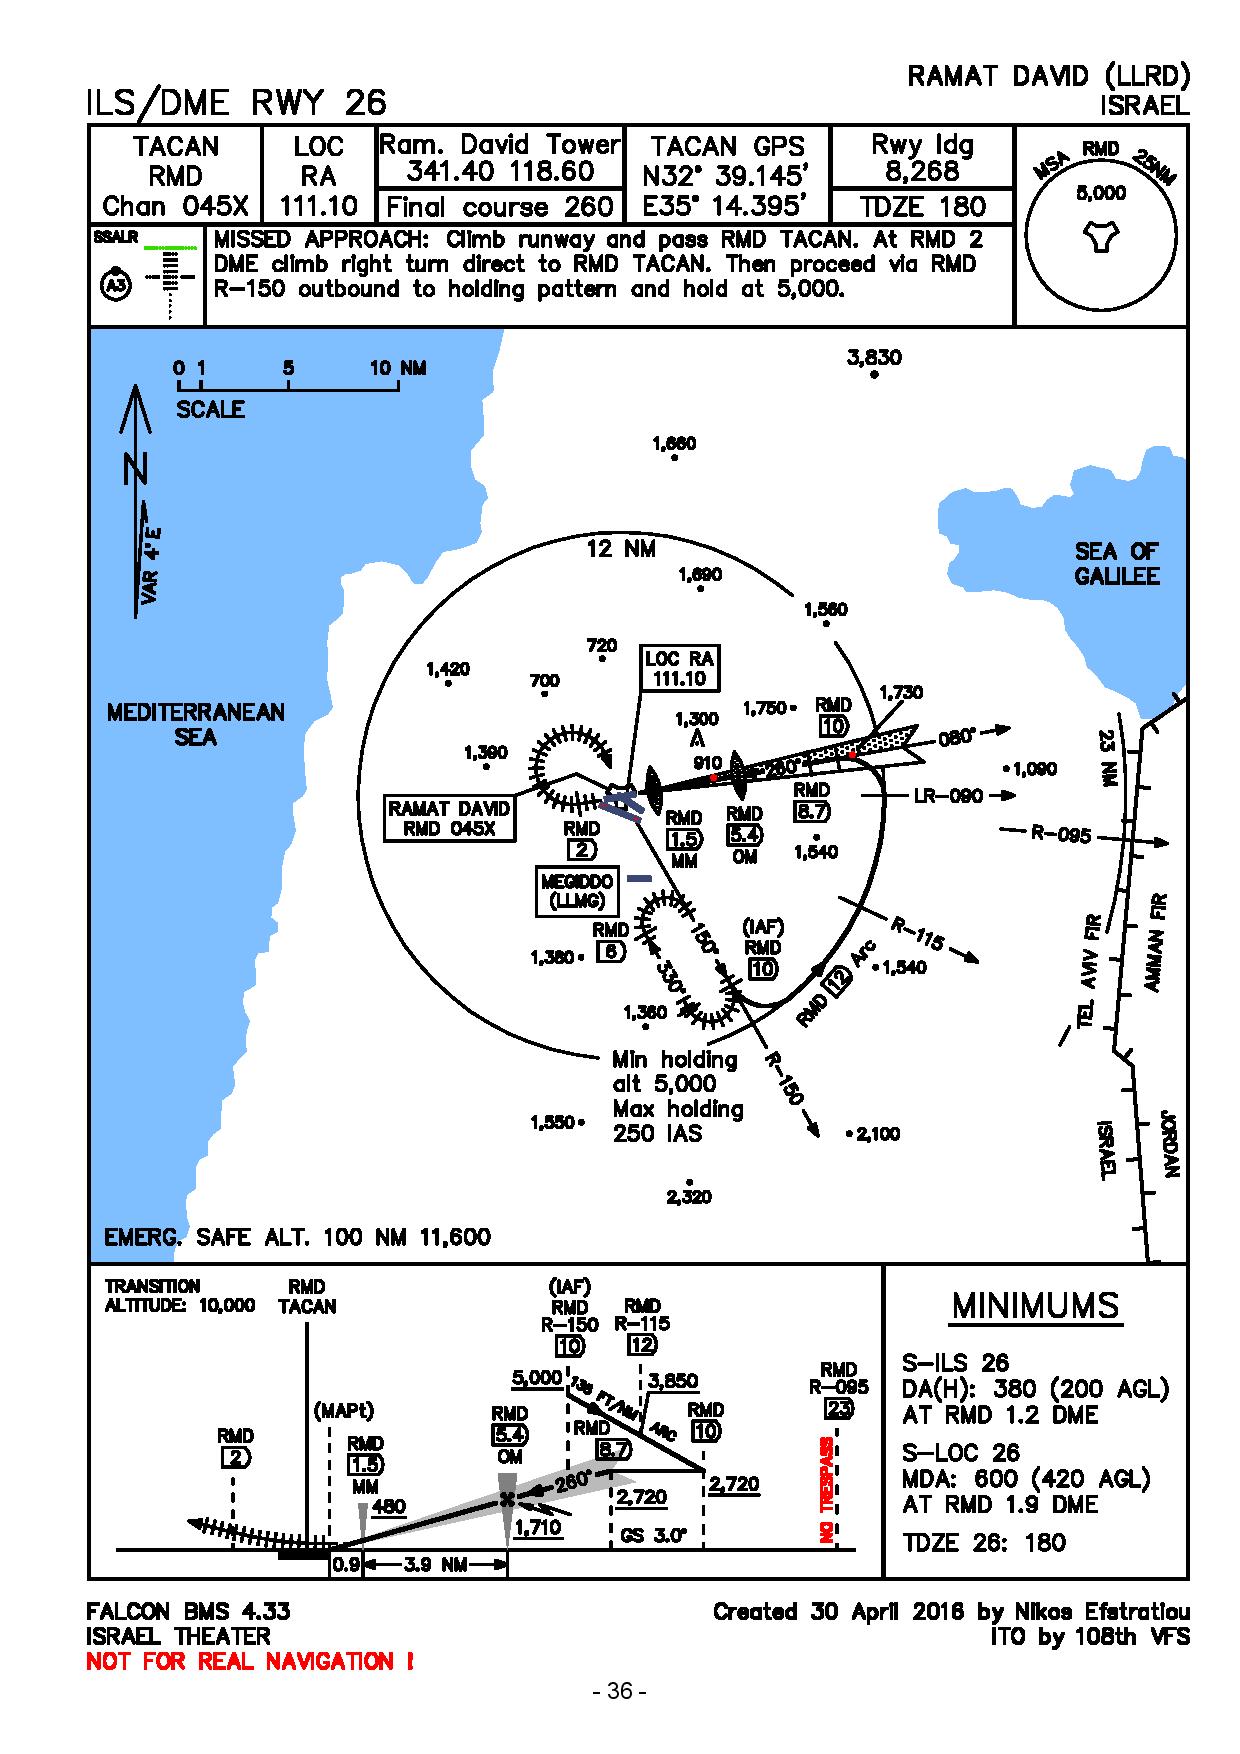 RAMAT DAVID (LLRD)
ILS/DME RWY 26
ISRAEL
TACAN
RMD
Chan 045X
LOC
RA
111.10
Ram. David Tower
341.40 118.60
Final course 260
TACAN GPS
N32° 39.145'
E35° 14.395'
Rwy ldg
8,268
TDZE 180
MSA RMD 25NM
5,000
SSALR
A3
MISSED APPROACH: Climb runway and pass RMD TACAN. At RMD 2
DME climb right turn direct to RMD TACAN. Then proceed via RMD
R-150 outbound to holding pattern and hold at 5,000.
0 1 5 10 NM
SCALE
N
VAR 4°E
3,830
1,660
12 NM
1,690
1,560
SEA OF
GALILEE
720
1,420
700
LOC RA
111.10
MEDITERRANEAN
SEA
1,390
1,300
1,750
RMD
10
1,730
080°
910
260°
1,090
23 NM
RAMAT DAVID
RMD 045X
RMD
2
RMD
1.5
MM
RMD
5.4
OM
RMD
8.7
1,540
LR-090
R-095
MEGIDDO
(LLMG)
RMD
6
1,380
150°
330°
(IAF)
RMD
10
R-115
1,540
RMD 12 Arc
1,360
TEL AVIV FIR
AMMAN FIR
Min holding
alt 5,000
Max holding
250 IAS
R-150
1,550
2,100
2,320
ISRAEL
JORDAN
EMERG. SAFE ALT. 100 NM 11,600
TRANSITION
ALTITUDE: 10,000
RMD
TACAN
(IAF)
RMD
R-150
10
RMD
R-115
12
5,000
136 FT/NM ARC
3,850
RMD
R-095
23
(MAPt)
RMD
2
RMD
1.5
MM
480
RMD
5.4
OM
RMD
8.7
RMD
10
260°
2,720
2,720
1,710
GS 3.0°
NO TRESPASS
0.9
3.9 NM
MINIMUMS
S-ILS 26
DA(H): 380 (200 AGL)
AT RMD 1.2 DME
S-LOC 26
MDA: 600 (420 AGL)
AT RMD 1.9 DME
TDZE 26: 180
FALCON BMS 4.33
ISRAEL THEATER
NOT FOR REAL NAVIGATION !
Created 30 April 2016 by Nikos Efstratiou
ITO by 108th VFS
- 36 -